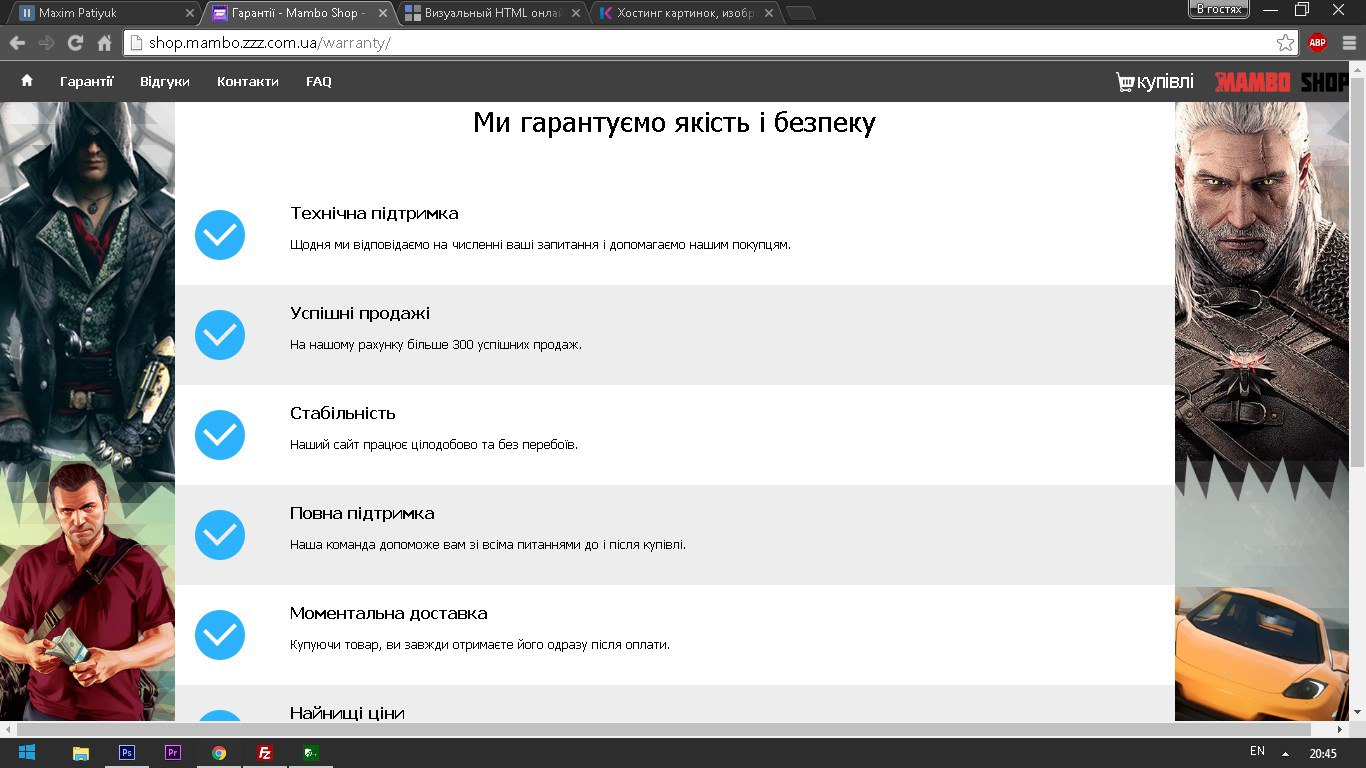 Maxim Patiyuk
Гарантії - Mambo Shop -
Визуальный HTML онла
Хостинг картинок, изобр
В гостях
shop.mambo.zzz.com.ua/warranty/
ABP
Гарантії Відгуки Контакти FAQ
купівлі MAMBO SHOP
Ми гарантуємо якість і безпеку
Технічна підтримка
Щодня ми відповідаємо на численні ваші запитання і допомагаємо нашим покупцям.
Успішні продажі
На нашому рахунку більше 300 успішних продаж.
Стабільність
Наший сайт працює цілодобово та без перебоїв.
Повна підтримка
Наша команда допоможе вам зі всіма питаннями до і після купівлі.
Моментальна доставка
Купуючи товар, ви завжди отримаєте його одразу після оплати.
Найнищі ціни
Ps
Pr
FZ
EN
20:45